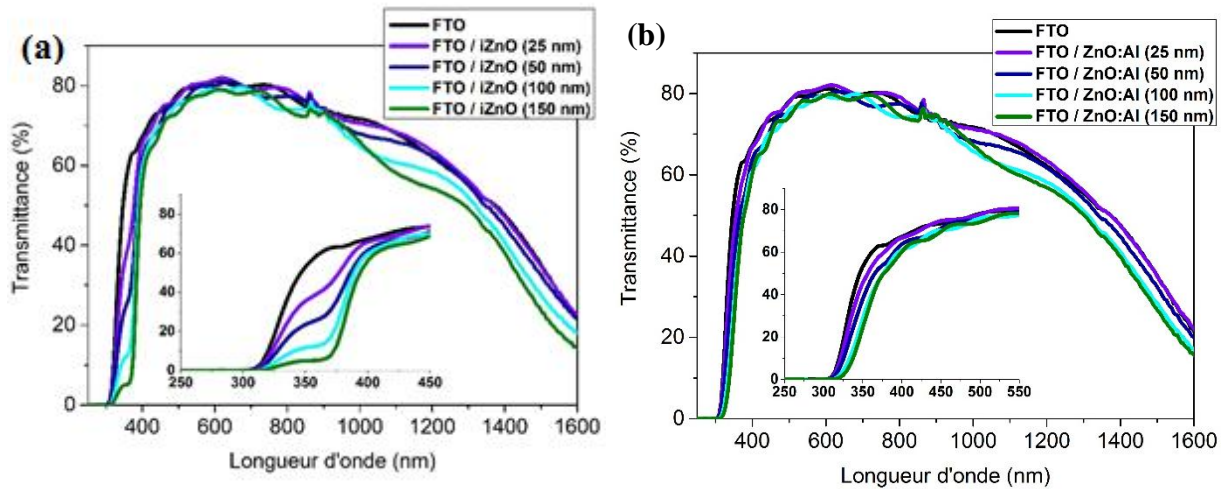 (a)
FTO
FTO / iZnO (25 nm)
FTO / iZnO (50 nm)
FTO / iZnO (100 nm)
FTO / iZnO (150 nm)
Transmittance (%)
80
60
40
20
0
80
60
40
20
0
250 300 350 400 450
400 600 800 1000 1200 1400 1600
Longueur d'onde (nm)
(b)
FTO
FTO / ZnO:Al (25 nm)
FTO / ZnO:Al (50 nm)
FTO / ZnO:Al (100 nm)
FTO / ZnO:Al (150 nm)
Transmittance (%)
80
60
40
20
0
80
60
40
20
0
250 300 350 400 450 500 550
400 600 800 1000 1200 1400 1600
Longueur d'onde (nm)